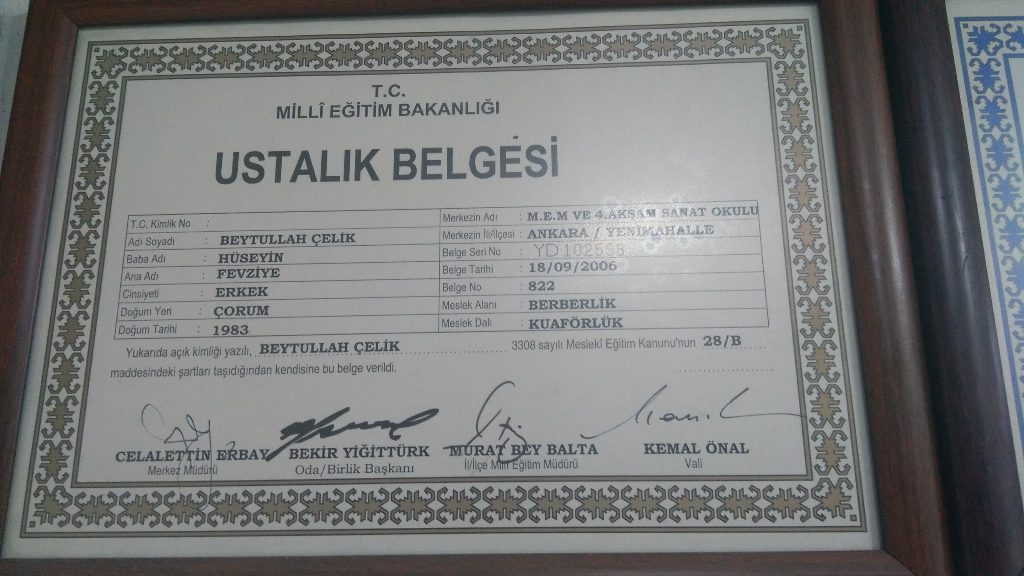 T.C.
MİLLÎ EĞİTİM BAKANLIĞI
USTALIK BELGESİ
T.C. Kimlik No :
Adı Soyadı : BEYTULLAH ÇELİK
Baba Adı : HÜSEYİN
Ana Adı : FEVZİYE
Cinsiyeti : ERKEK
Doğum Yeri : ÇORUM
Doğum Tarihi : 1983
Merkezin Adı : M.E.M VE 4.AKŞAM SANAT OKULU
Merkezin İli/İlçesi : ANKARA / YENİMAHALLE
Belge Seri No : YD
Belge Tarihi : 18/09/2006
Belge No : 822
Meslek Alanı : BERBERLİK
Meslek Dalı : KUAFÖRLÜK
Yukarıda açık kimliği yazılı, BEYTULLAH ÇELİK 3308 sayılı Meslekî Eğitim Kanunu'nun 28/B
maddesindeki şartları taşıdığından kendisine bu belge verildi.
CELALETTİN ERBAY BEKİR YİĞİTTÜRK MURAT BEY BALTA KEMAL ÖNAL
Merkez Müdürü Oda/Birlik Başkanı İl/İlçe Millî Eğitim Müdürü Vali